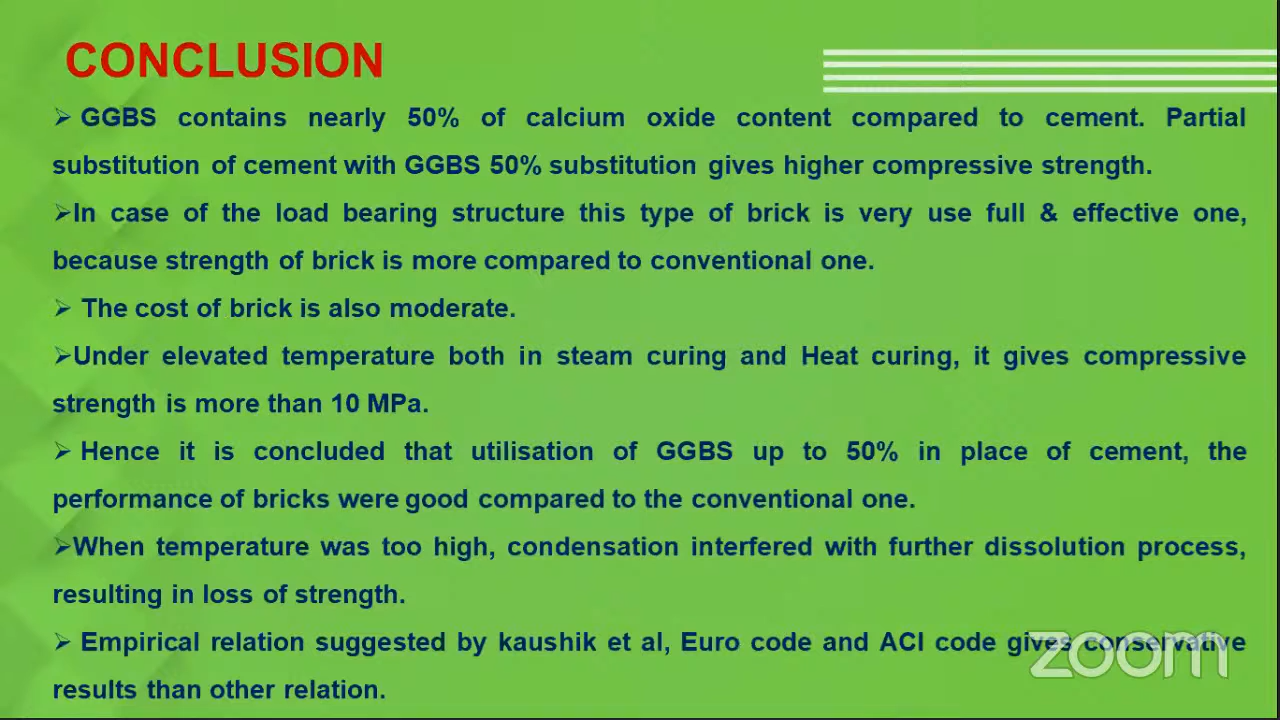 CONCLUSION
➢ GGBS contains nearly 50% of calcium oxide content compared to cement. Partial
substitution of cement with GGBS 50% substitution gives higher compressive strength.
➢In case of the load bearing structure this type of brick is very use full & effective one,
because strength of brick is more compared to conventional one.
➢ The cost of brick is also moderate.
➢Under elevated temperature both in steam curing and Heat curing, it gives compressive
strength is more than 10 MPa.
➢ Hence it is concluded that utilisation of GGBS up to 50% in place of cement, the
performance of bricks were good compared to the conventional one.
➢When temperature was too high, condensation interfered with further dissolution process,
resulting in loss of strength.
➢ Empirical relation suggested by kaushik et al, Euro code and ACI code gives conservative
results than other relation.
zoom